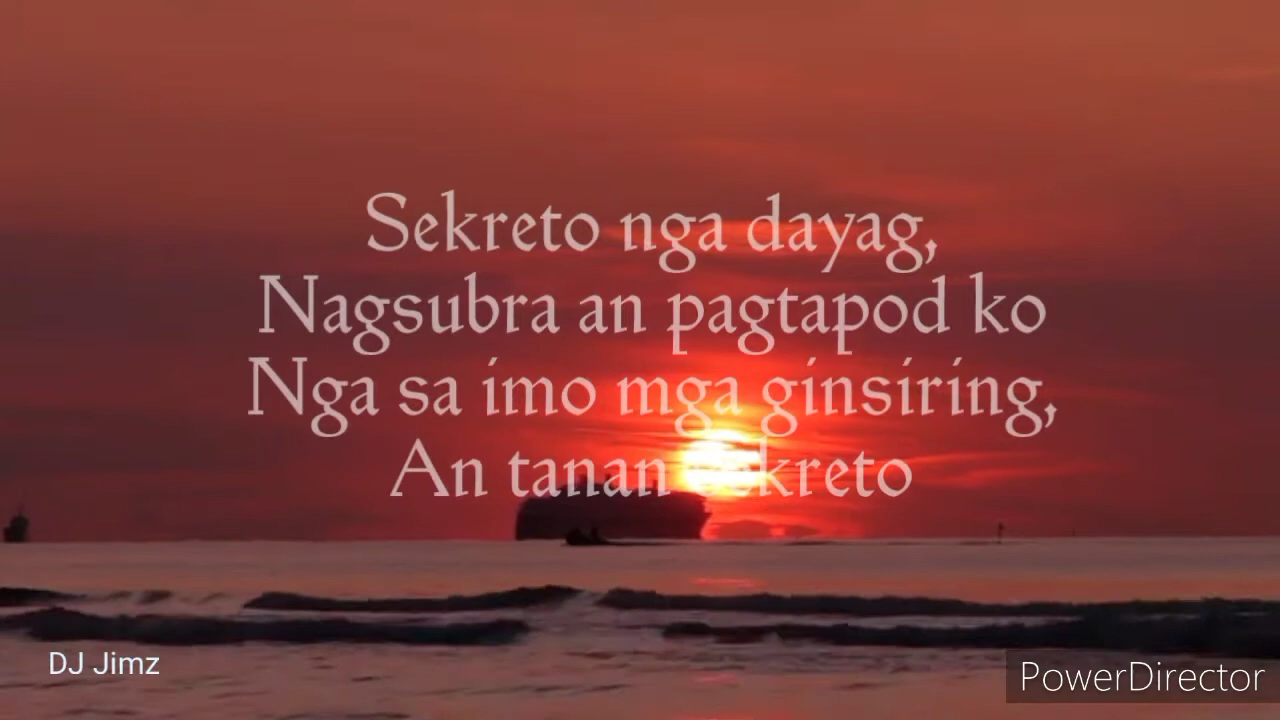 Sekreto nga dayag,
Nagsubra an pagtapod ko
Nga sa imo mga ginsiring,
An tanan sekreto
DJ Jimz
PowerDirector